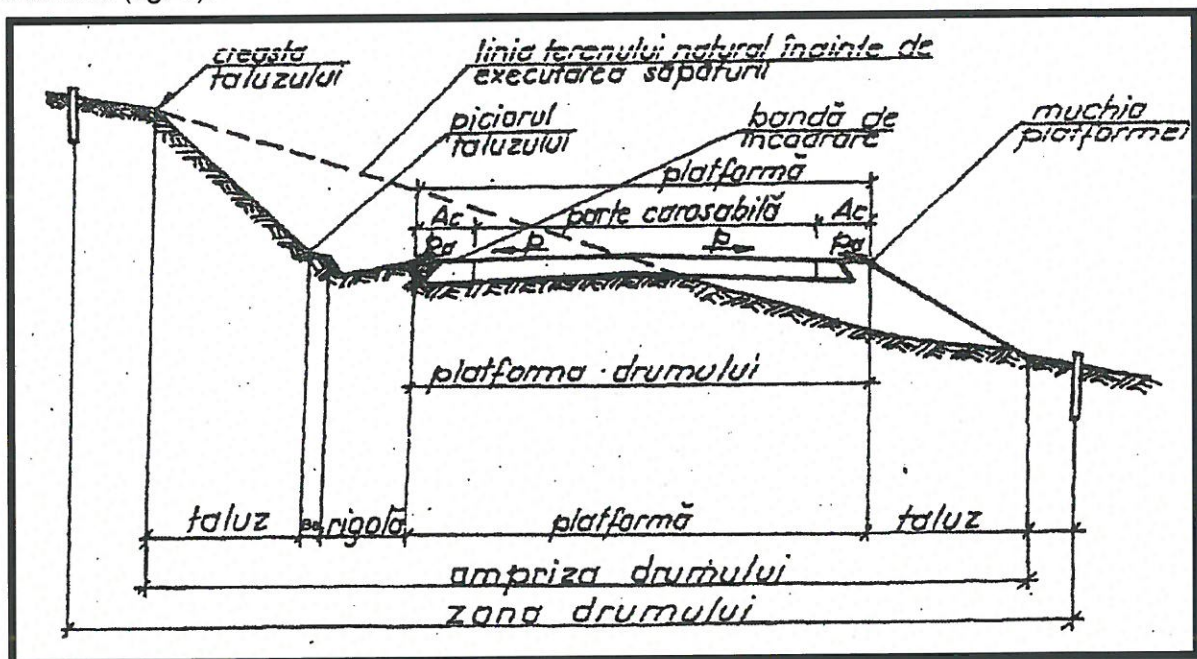 creasta
taluzului
linia terenului natural înainte de
executarea săpăturii
piciorul
taluzului
bandă de
încadrare
muchia
platformei
platformă
Ac
parte carosabilă
Ac
pa
p
p
pa
platforma drumului
taluz
rigolă
platformă
taluz
ampriza drumului
zona drumului